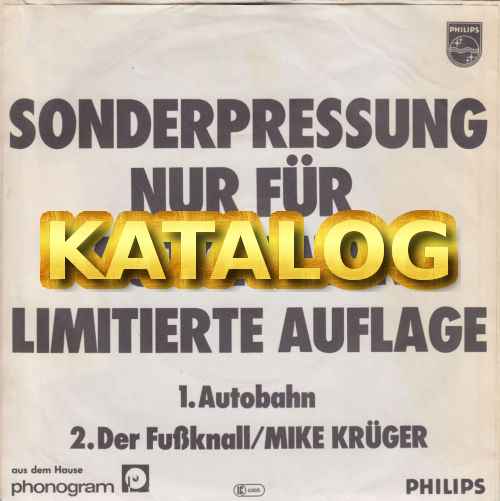 PHILIPS
SONDERPRESSUNG
NUR FÜR
KATALOG
LIMITIERTE AUFLAGE
1. Autobahn
2. Der Fußknall/MIKE KRÜGER
aus dem Hause
phonogram
PHILIPS